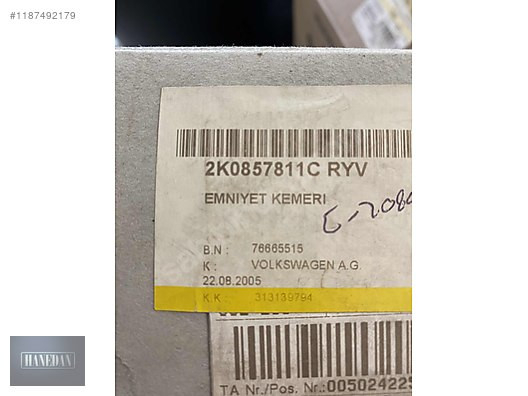 #1187492179
2K0857811C RYV
EMNIYET KEMERI
B.N : 76665515
K : VOLKSWAGEN A.G.
22.08.2005
K.K : 313139794
TA Nr./Pos. Nr.:00502422
HANEDAN